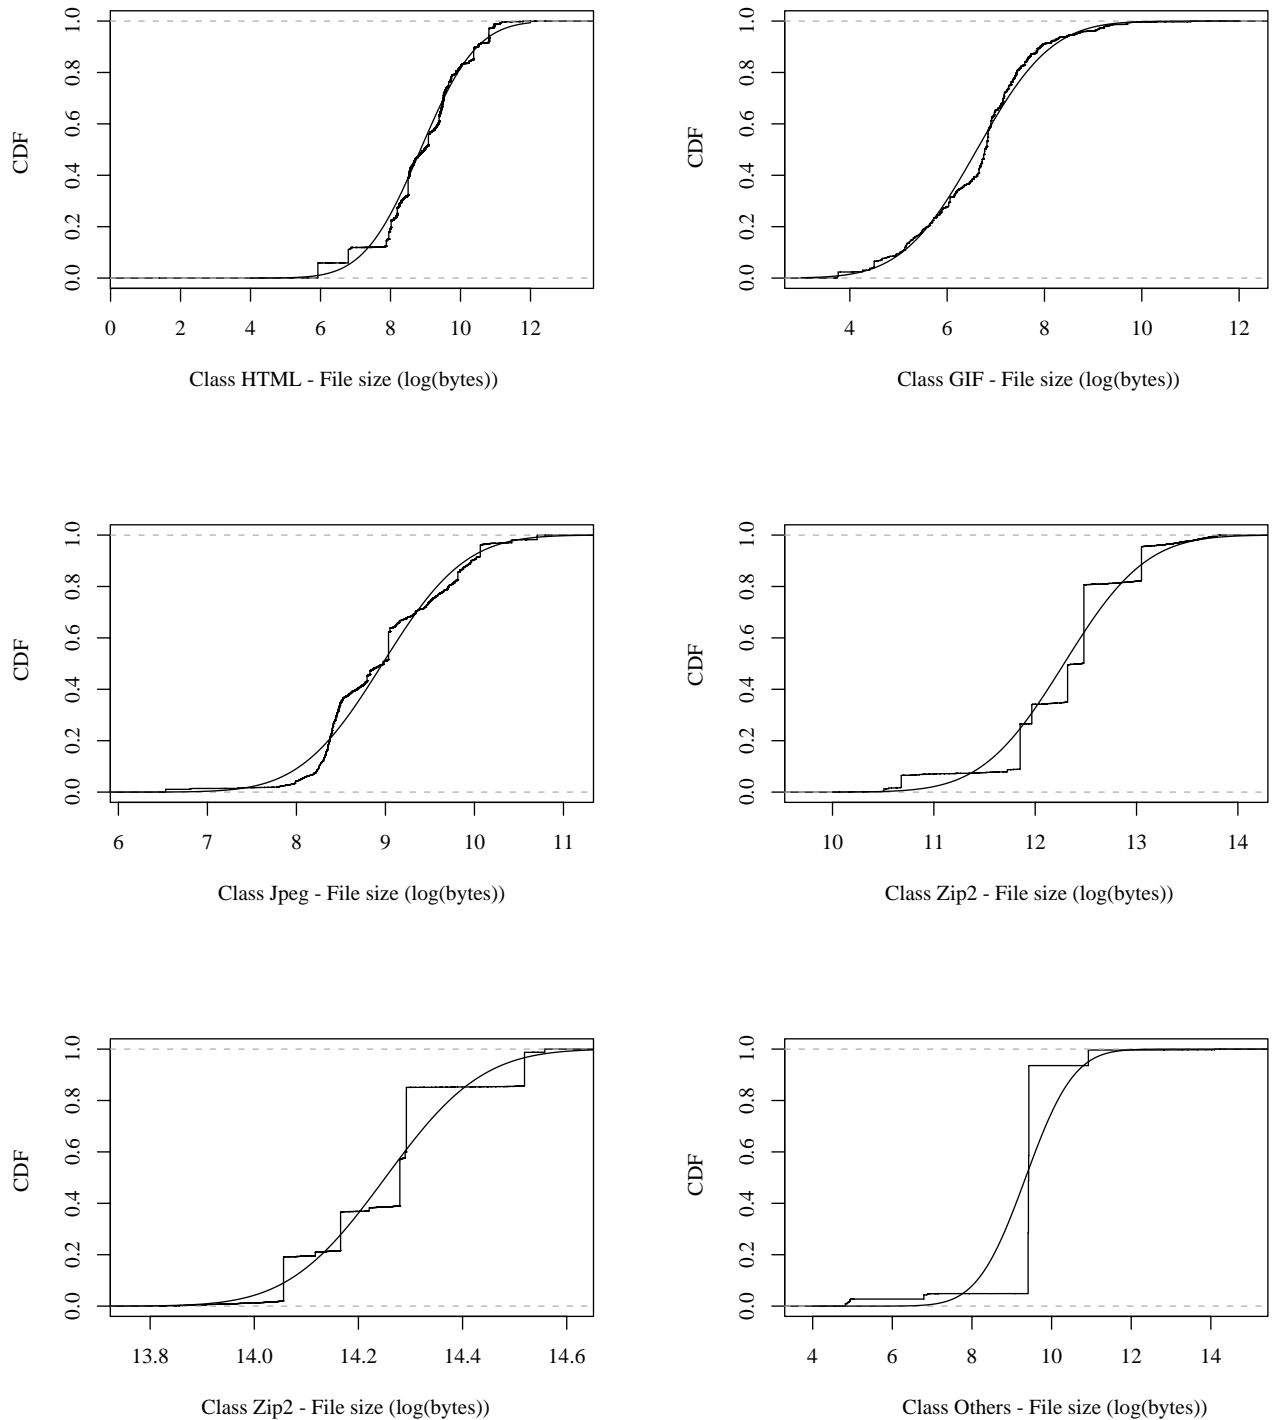 CDF
0.0 0.2 0.4 0.6 0.8 1.0
0 2 4 6 8 10 12
Class HTML - File size (log(bytes))
CDF
0.0 0.2 0.4 0.6 0.8 1.0
4 6 8 10 12
Class GIF - File size (log(bytes))
CDF
0.0 0.2 0.4 0.6 0.8 1.0
6 7 8 9 10 11
Class Jpeg - File size (log(bytes))
CDF
0.0 0.2 0.4 0.6 0.8 1.0
10 11 12 13 14
Class Zip2 - File size (log(bytes))
CDF
0.0 0.2 0.4 0.6 0.8 1.0
13.8 14.0 14.2 14.4 14.6
Class Zip2 - File size (log(bytes))
CDF
0.0 0.2 0.4 0.6 0.8 1.0
4 6 8 10 12 14
Class Others - File size (log(bytes))